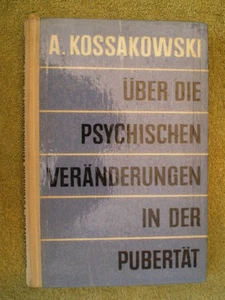 A. KOSSAKOWSKI
ÜBER DIE
PSYCHISCHEN
VERÄNDERUNGEN
IN DER
PUBERTÄT